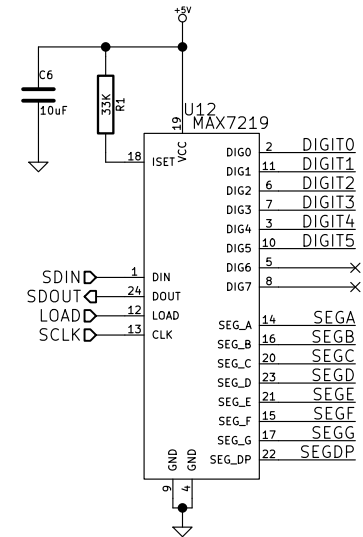 +5V
C6
10uF
33K
R1
U12
MAX7219
19
VCC
18 ISET
DIG0 2 DIGIT0
DIG1 11 DIGIT1
DIG2 6 DIGIT2
DIG3 7 DIGIT3
DIG4 3 DIGIT4
DIG5 10 DIGIT5
DIG6 5
DIG7 8
SDIN 1 DIN
SDOUT 24 DOUT
LOAD 12 LOAD
SCLK 13 CLK
SEG_A 14 SEGA
SEG_B 16 SEGB
SEG_C 20 SEGC
SEG_D 23 SEGD
SEG_E 21 SEGE
SEG_F 15 SEGF
SEG_G 17 SEGG
SEG_DP 22 SEGDP
GND GND
9 4